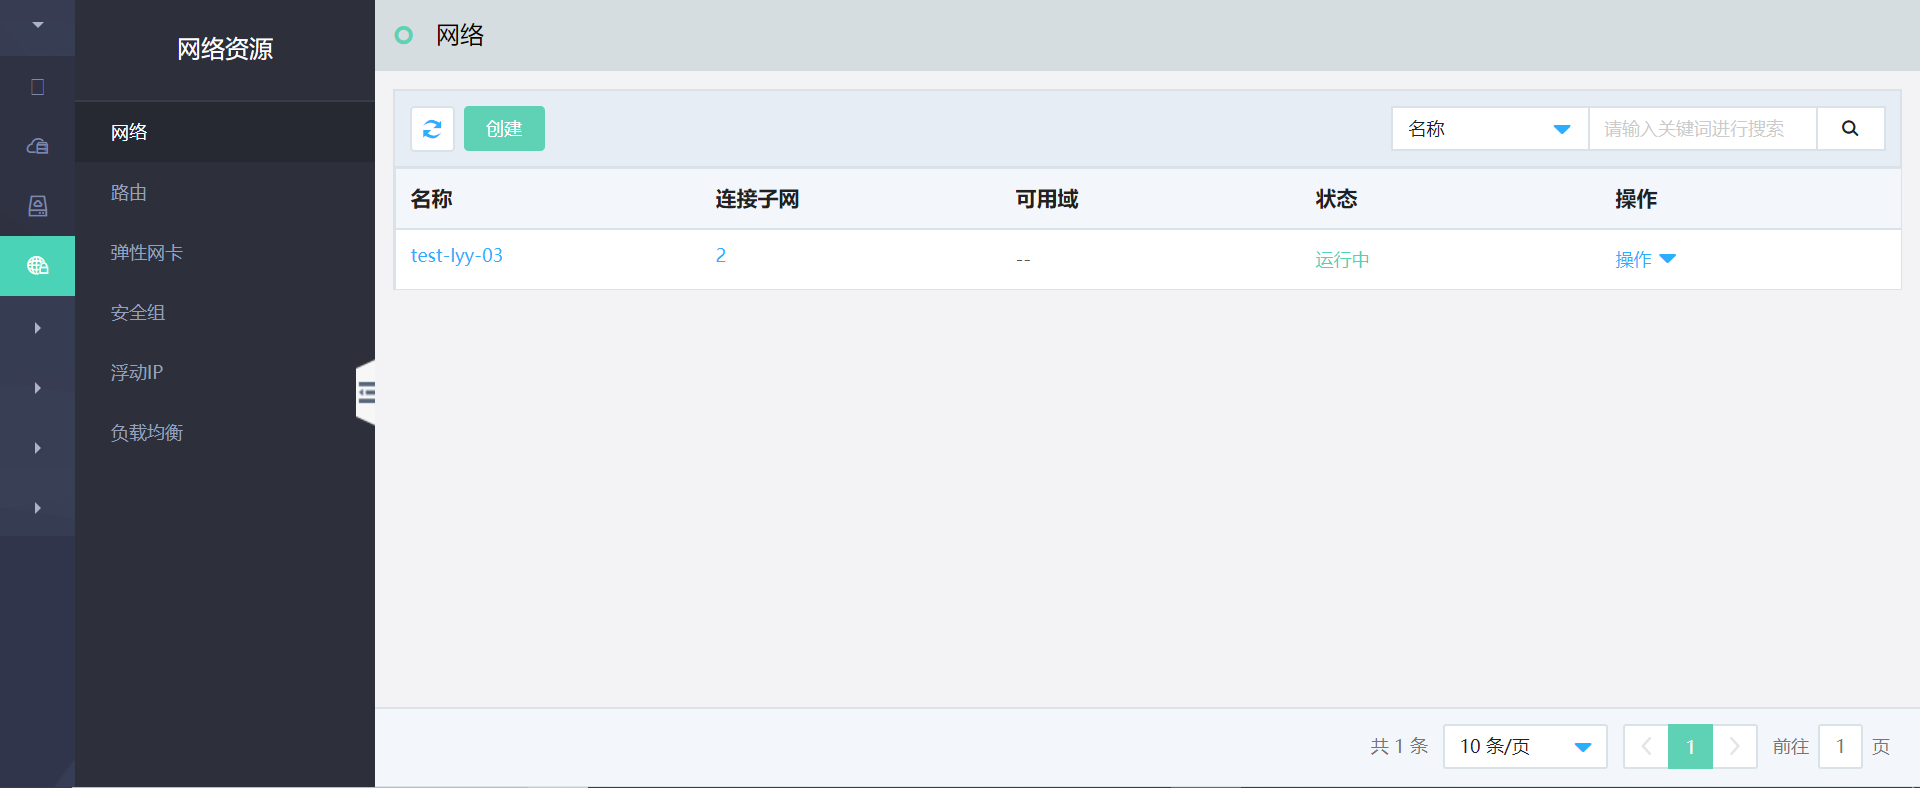 网络资源
网络
路由
弹性网卡
安全组
浮动IP
负载均衡
网络
创建
名称
请输入关键词进行搜索
名称 连接子网 可用域 状态 操作
test-lyy-03 2 -- 运行中 操作
共 1 条 10 条/页 1 前往 1 页